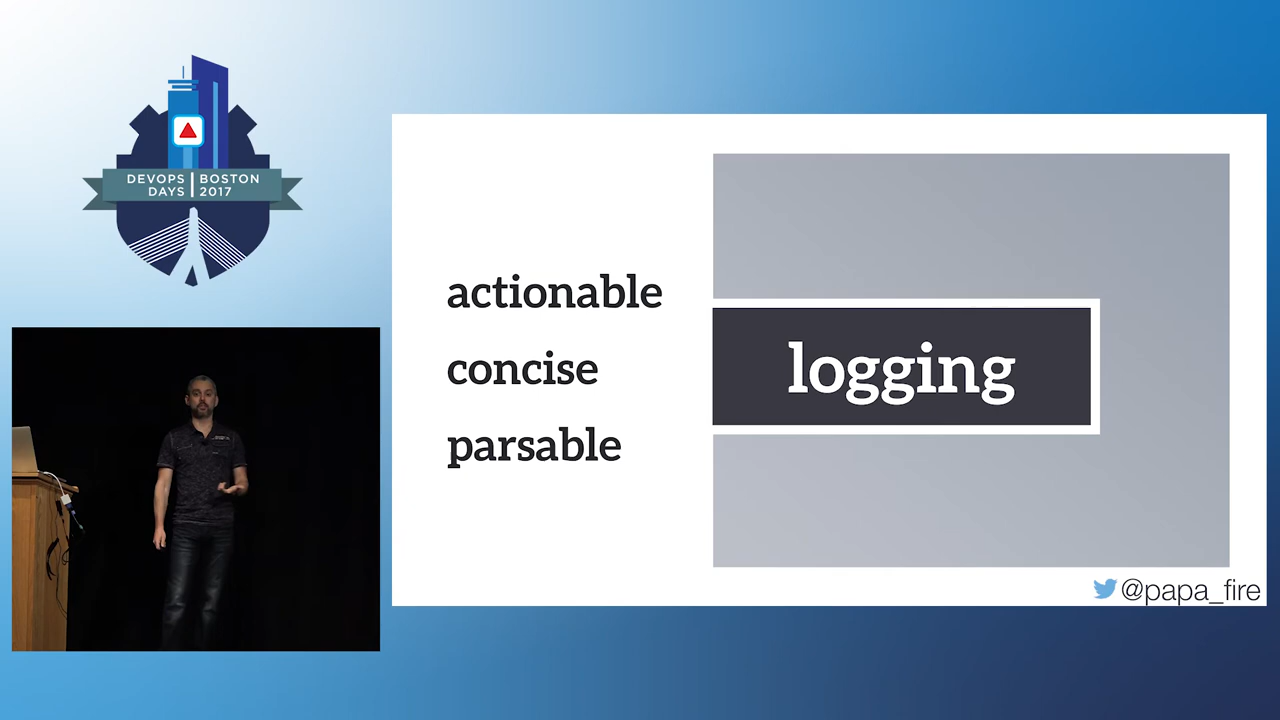 DEVOPS BOSTON
DAYS 2017
actionable
concise
parsable
logging
@papa_fire